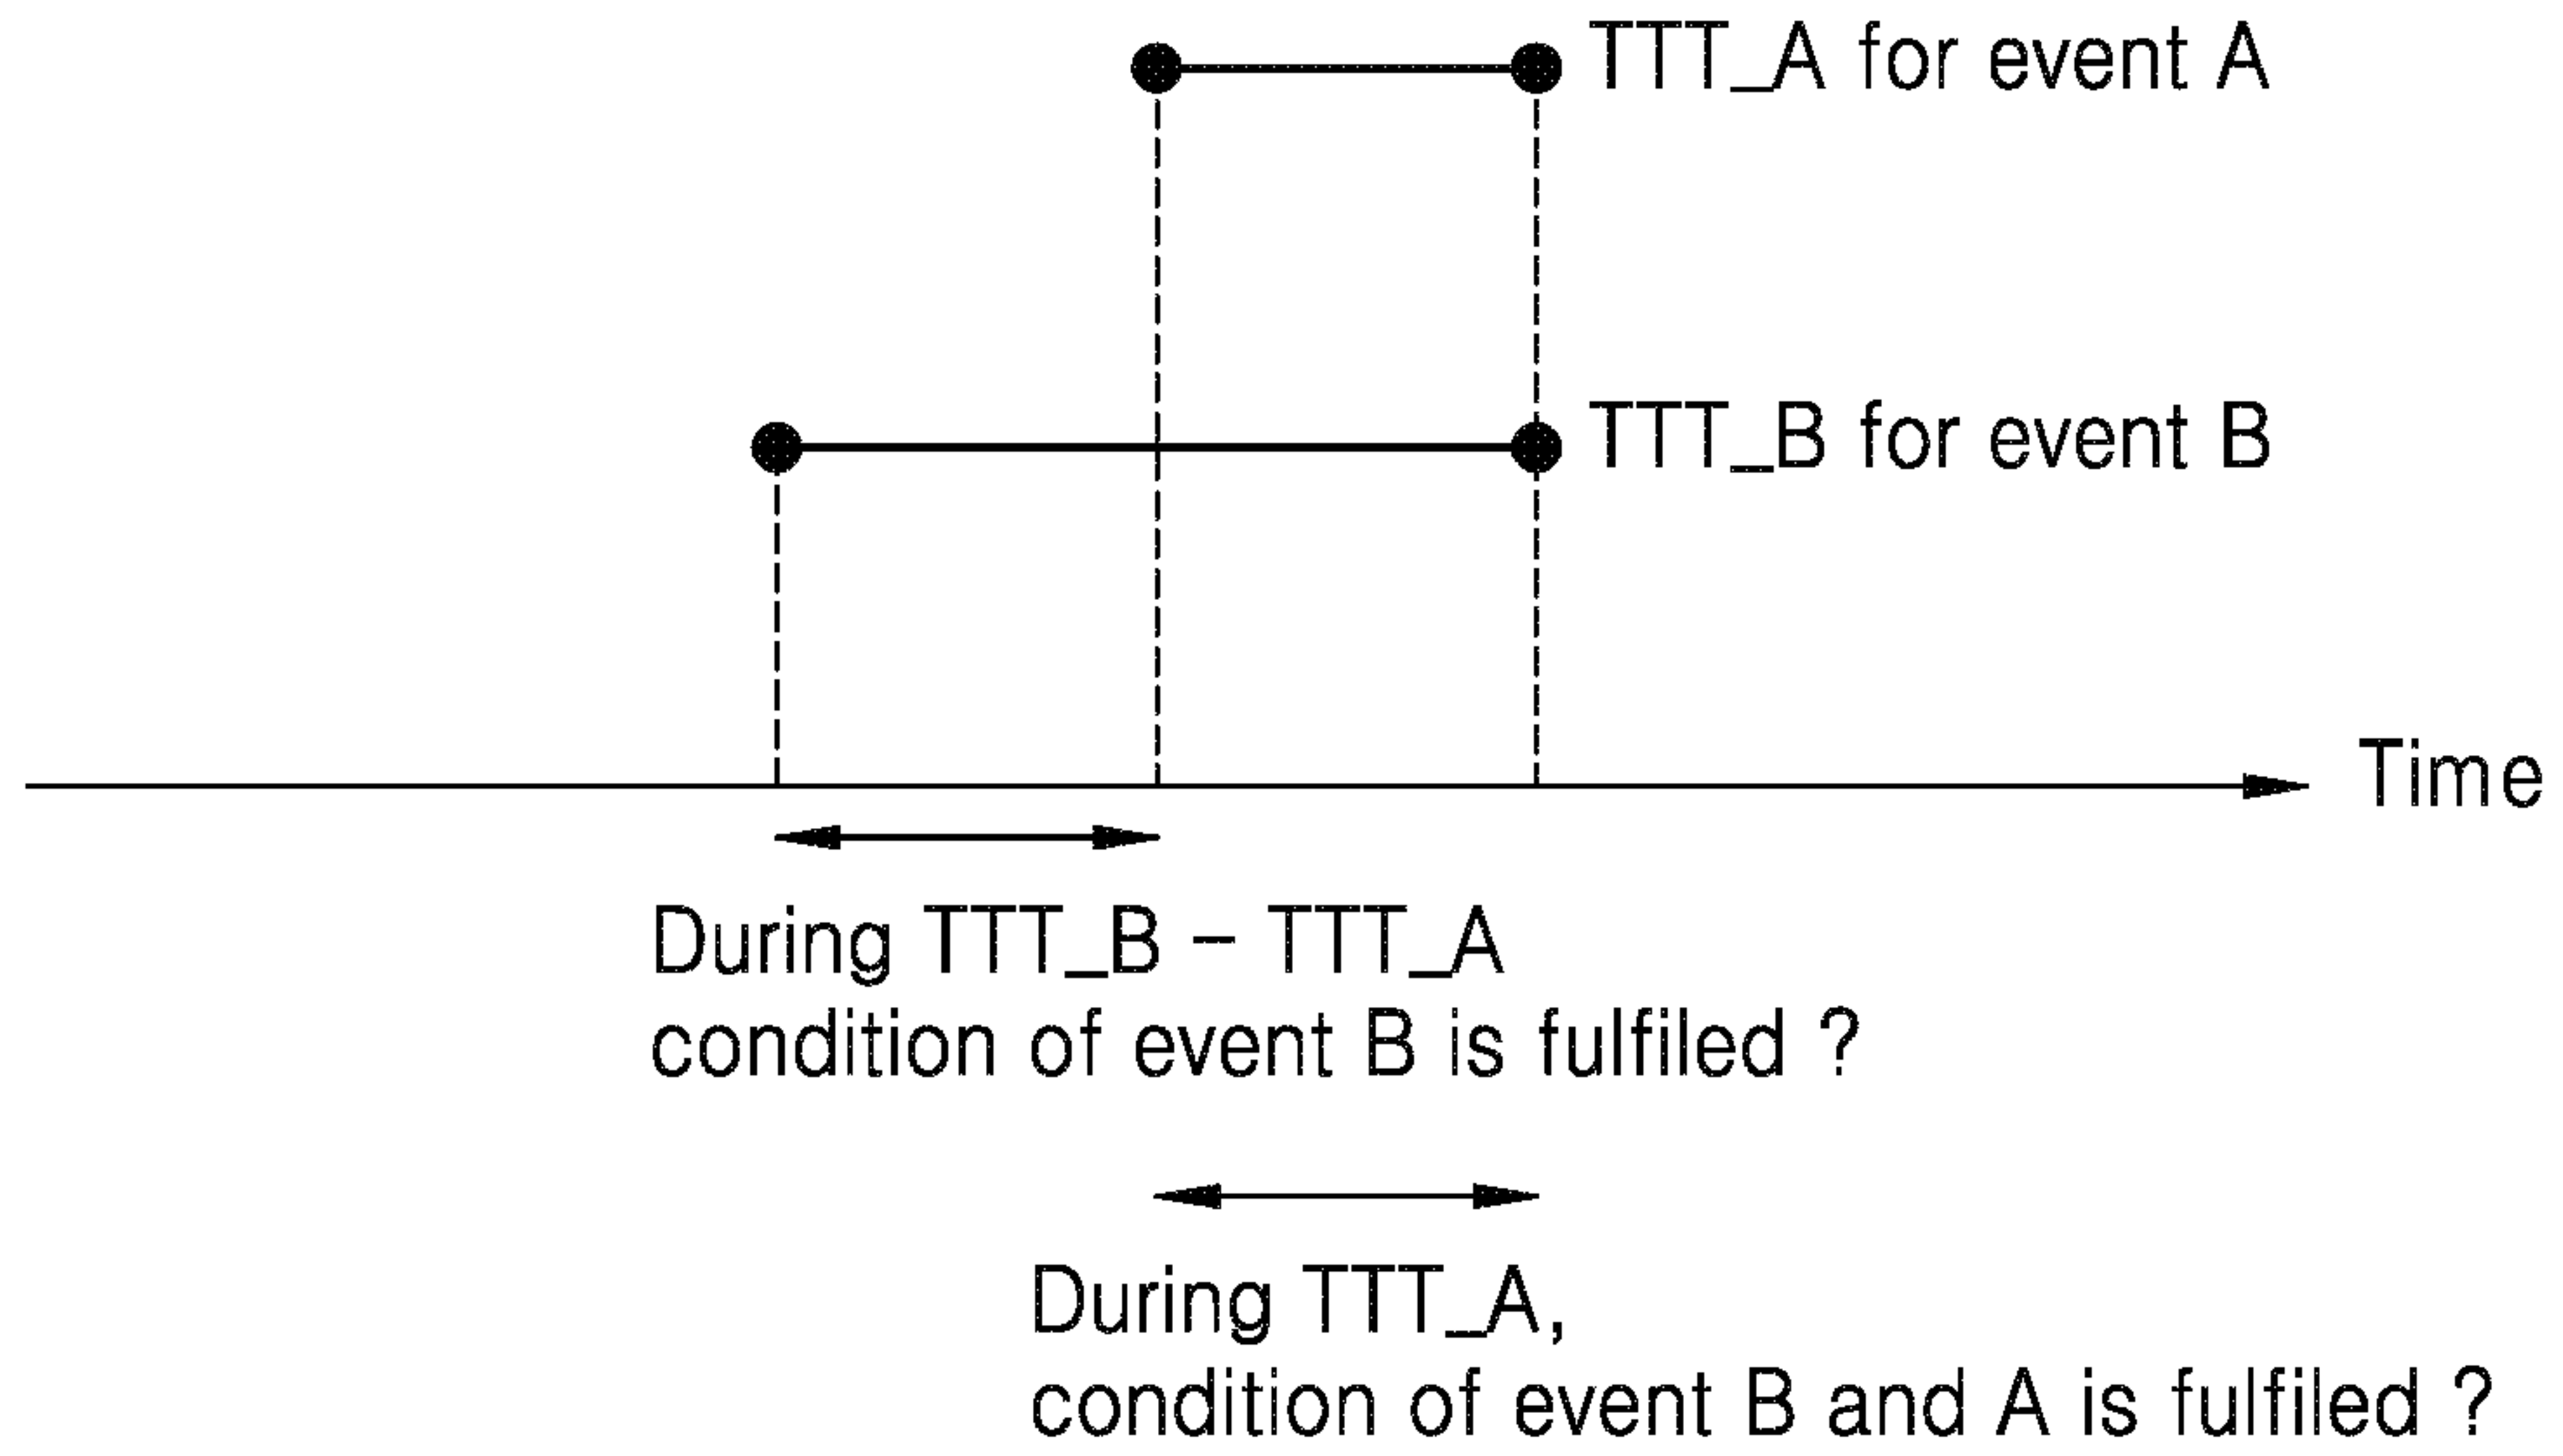 TTT_A for event A
TTT_B for event B
Time
During TTT_B – TTT_A
condition of event B is fulfiled ?
During TTT_A,
condition of event B and A is fulfiled ?